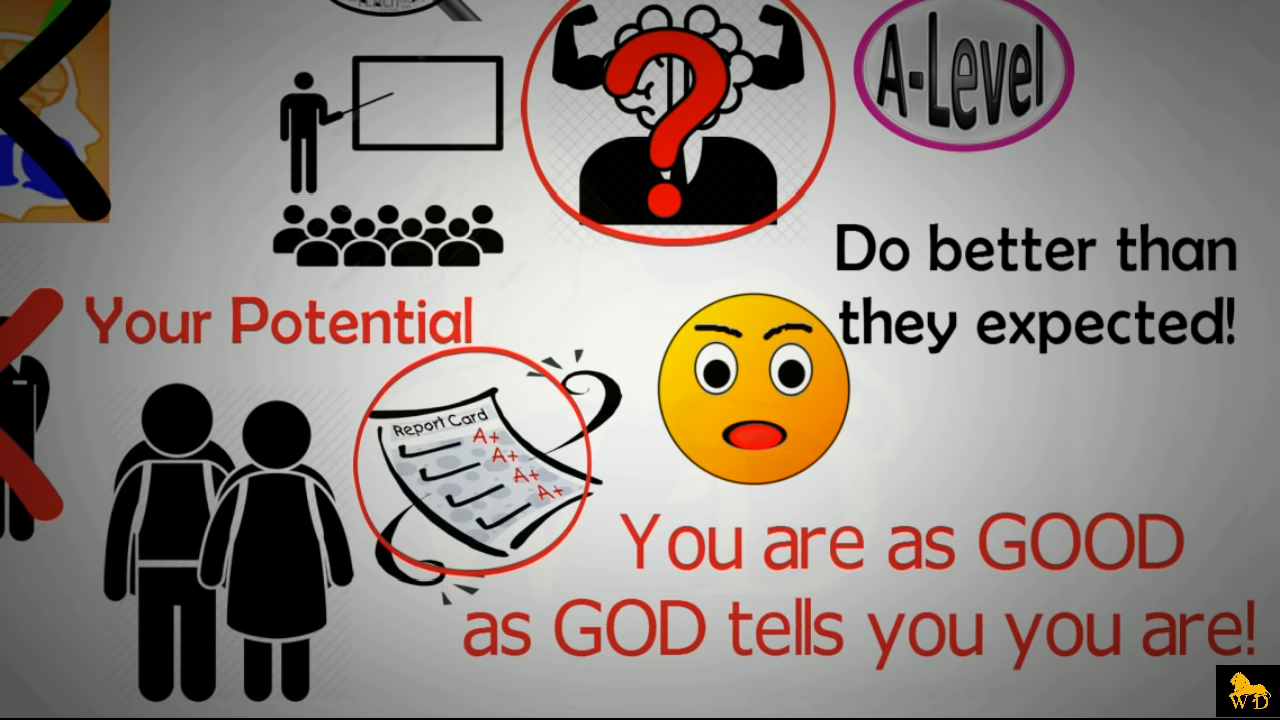 A-Level
Do better than
they expected!
Your Potential
Report Card
A+
A+
A+
A+
You are as GOOD
as GOD tells you you are!
W D